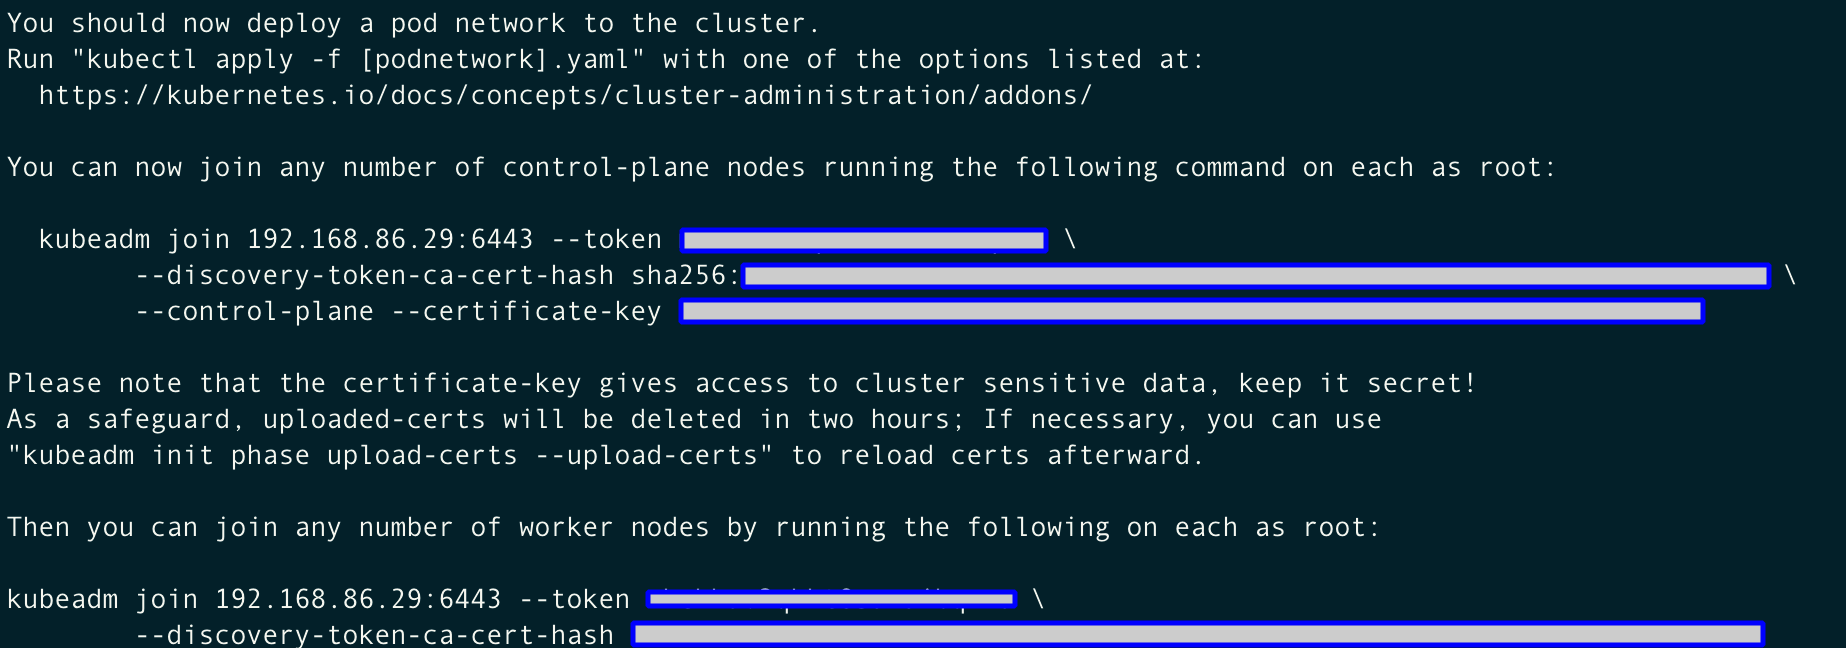 You should now deploy a pod network to the cluster.
Run "kubectl apply -f [podnetwork].yaml" with one of the options listed at:
  https://kubernetes.io/docs/concepts/cluster-administration/addons/

You can now join any number of control-plane nodes running the following command on each as root:

  kubeadm join 192.168.86.29:6443 --token \
        --discovery-token-ca-cert-hash sha256: \
        --control-plane --certificate-key

Please note that the certificate-key gives access to cluster sensitive data, keep it secret!
As a safeguard, uploaded-certs will be deleted in two hours; If necessary, you can use
"kubeadm init phase upload-certs --upload-certs" to reload certs afterward.

Then you can join any number of worker nodes by running the following on each as root:

kubeadm join 192.168.86.29:6443 --token \
        --discovery-token-ca-cert-hash